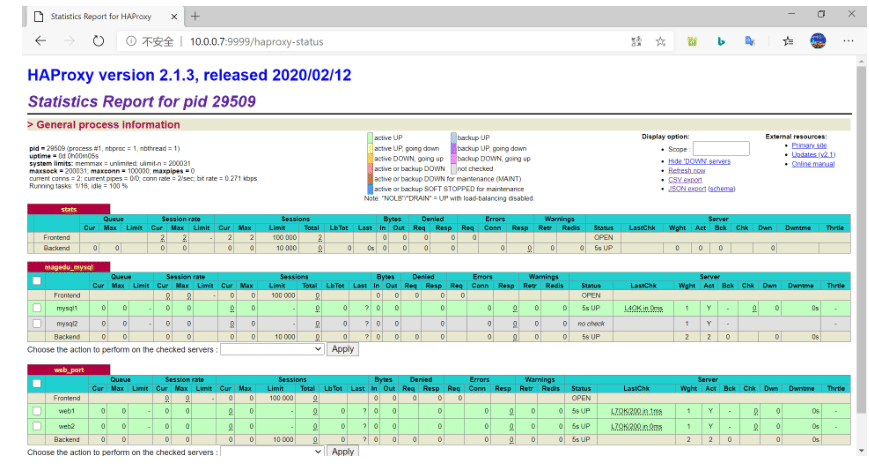 Statistics Report for HAProxy
不安全 | 10.0.0.7:9999/haproxy-status
HAProxy version 2.1.3, released 2020/02/12
Statistics Report for pid 29509
> General process information
pid = 29509 (process #1, nbproc = 1, nbthread = 1)
uptime = 0d 0h00m05s
system limits: memmax = unlimited; ulimit-n = 200031
maxsock = 200031; maxconn = 100000; maxpipes = 0
current conns = 2; current pipes = 0/0; conn rate = 2/sec; bit rate = 0.271 kbps
Running tasks: 1/16; idle = 100 %
active UP backup UP
active UP, going down backup UP, going down
active DOWN, going up backup DOWN, going up
active or backup DOWN not checked
active or backup DOWN for maintenance (MAINT)
active or backup SOFT STOPPED for maintenance
Note: "NOLB"/"DRAIN" = UP with load-balancing disabled.
Display option:
Scope :
Hide 'DOWN' servers
Refresh now
CSV export
JSON export (schema)
External resources:
Primary site
Updates (v2.1)
Online manual
stats
Queue Session rate Sessions Bytes Denied Errors Warnings Server
Cur Max Limit Cur Max Limit Cur Max Limit Total LbTot Last In Out Req Resp Req Conn Resp Retr Redis Status LastChk Wght Act Bck Chk Dwn Dwntme Thrtle
Frontend 2 2 - 2 2 100 000 2 0 0 0 0 0 OPEN
Backend 0 0 0 0 0 0 10 000 0 0 0s 0 0 0 0 0 0 0 0 5s UP 0 0 0 0
magedu_mysql
Queue Session rate Sessions Bytes Denied Errors Warnings Server
Cur Max Limit Cur Max Limit Cur Max Limit Total LbTot Last In Out Req Resp Req Conn Resp Retr Redis Status LastChk Wght Act Bck Chk Dwn Dwntme Thrtle
Frontend 0 0 - 0 0 100 000 0 0 0 0 0 0 OPEN
mysql1 0 0 - 0 0 0 0 - 0 0 ? 0 0 0 0 0 0 0 5s UP L4OK in 0ms 1 Y - 0 0 0s -
mysql2 0 0 - 0 0 0 0 - 0 0 ? 0 0 0 0 0 0 0 no check 1 Y - -
Backend 0 0 0 0 0 0 10 000 0 0 ? 0 0 0 0 0 0 0 0 5s UP 2 2 0 0 0s
Choose the action to perform on the checked servers : Apply
web_port
Queue Session rate Sessions Bytes Denied Errors Warnings Server
Cur Max Limit Cur Max Limit Cur Max Limit Total LbTot Last In Out Req Resp Req Conn Resp Retr Redis Status LastChk Wght Act Bck Chk Dwn Dwntme Thrtle
Frontend 0 0 - 0 0 100 000 0 0 0 0 0 0 OPEN
web1 0 0 - 0 0 0 0 - 0 0 ? 0 0 0 0 0 0 0 5s UP L7OK/200 in 1ms 1 Y - 0 0 0s -
web2 0 0 - 0 0 0 0 - 0 0 ? 0 0 0 0 0 0 0 5s UP L7OK/200 in 0ms 1 Y - 0 0 0s -
Backend 0 0 0 0 0 0 10 000 0 0 ? 0 0 0 0 0 0 0 0 5s UP 2 2 0 0 0s
Choose the action to perform on the checked servers : Apply